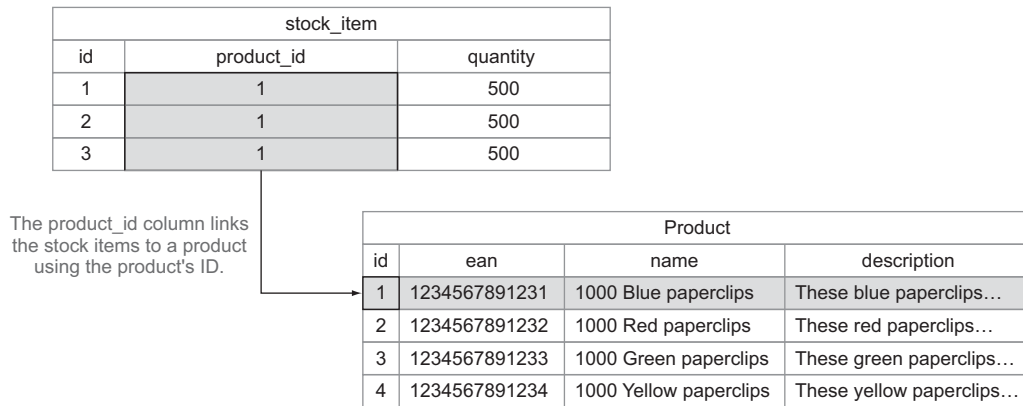 stock_item
id product_id quantity
1 1 500
2 1 500
3 1 500
The product_id column links
the stock items to a product
using the product's ID.
Product
id ean name description
1 1234567891231 1000 Blue paperclips These blue paperclips…
2 1234567891232 1000 Red paperclips These red paperclips…
3 1234567891233 1000 Green paperclips These green paperclips…
4 1234567891234 1000 Yellow paperclips These yellow paperclips…